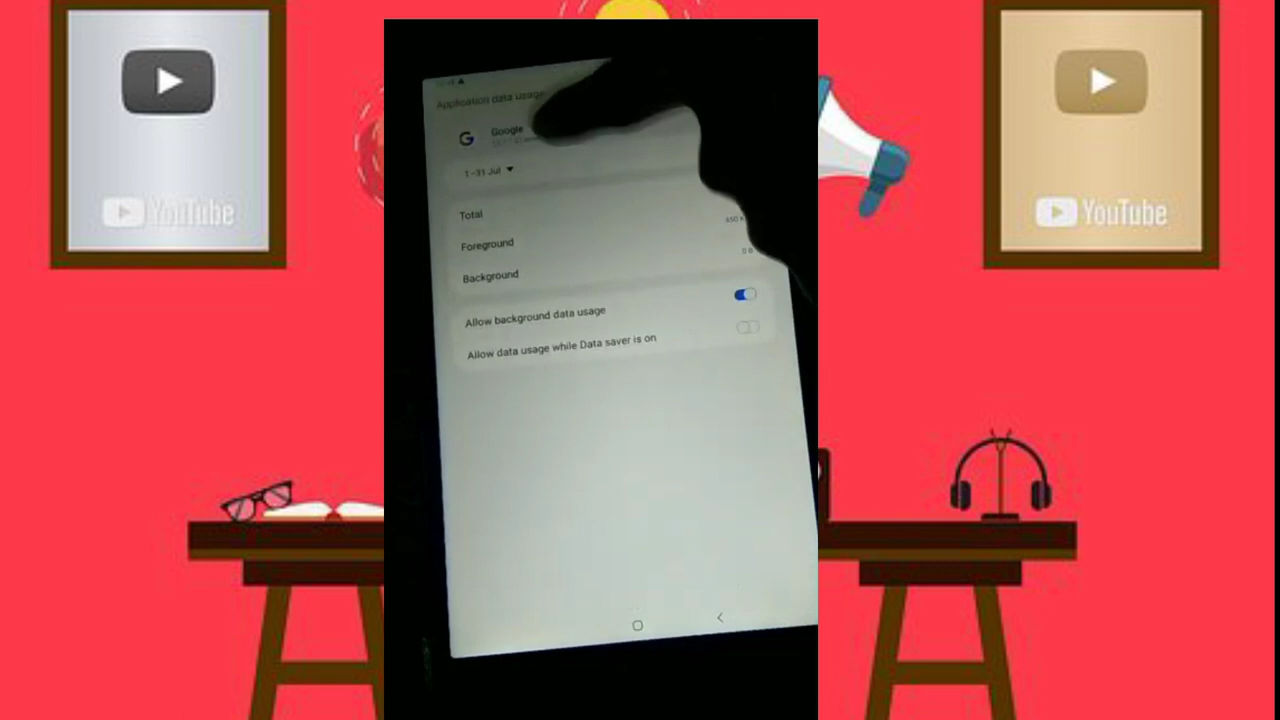 Application data usage
Google
1–31 Jul
Total
Foreground
Background
0 B
Allow background data usage
Allow data usage while Data saver is on
YouTube
YouTube